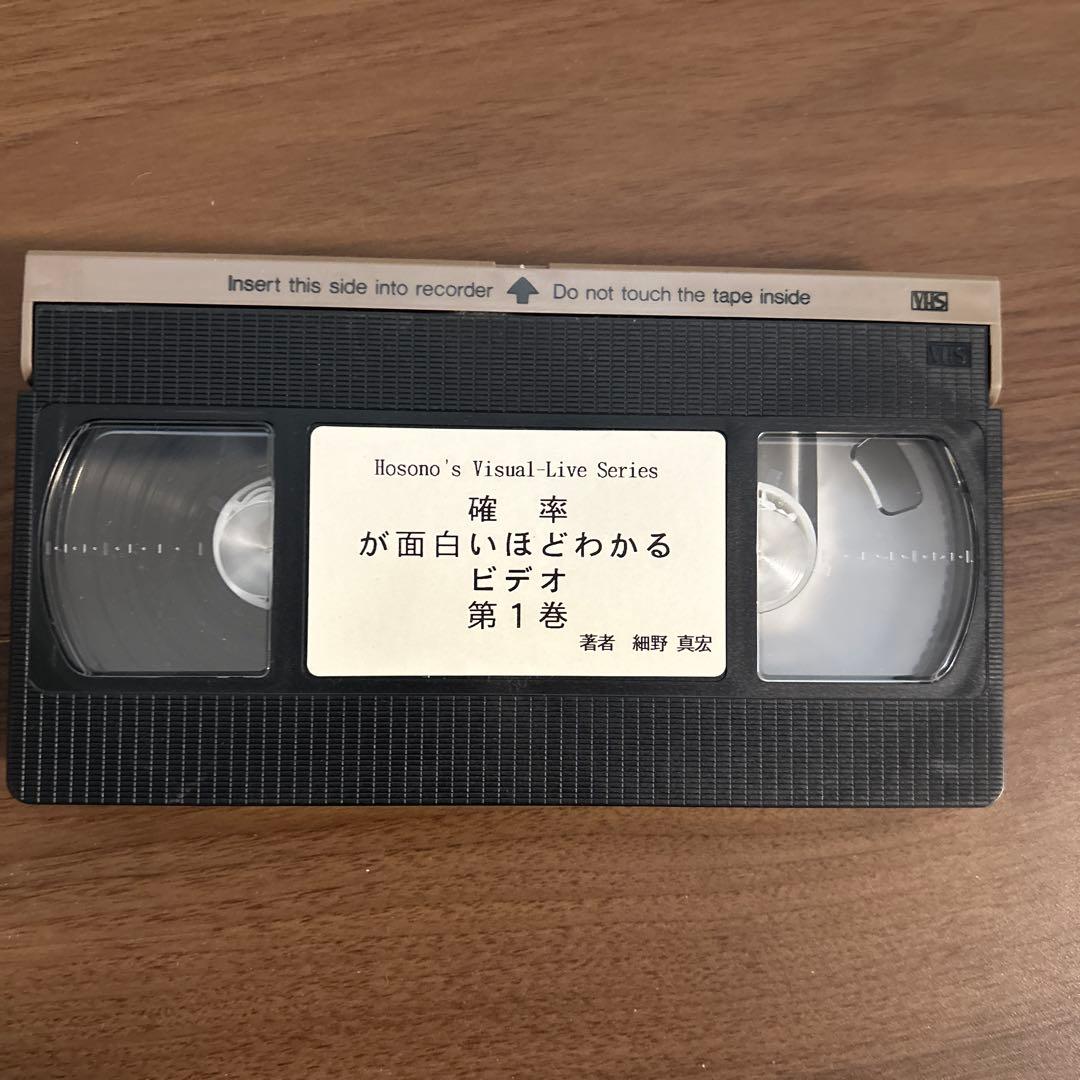 Insert this side into recorder Do not touch the tape inside VHS
VHS
Hosono's Visual-Live Series
確 率
が面白いほどわかる
ビデオ
第1巻
著者 細野 真宏